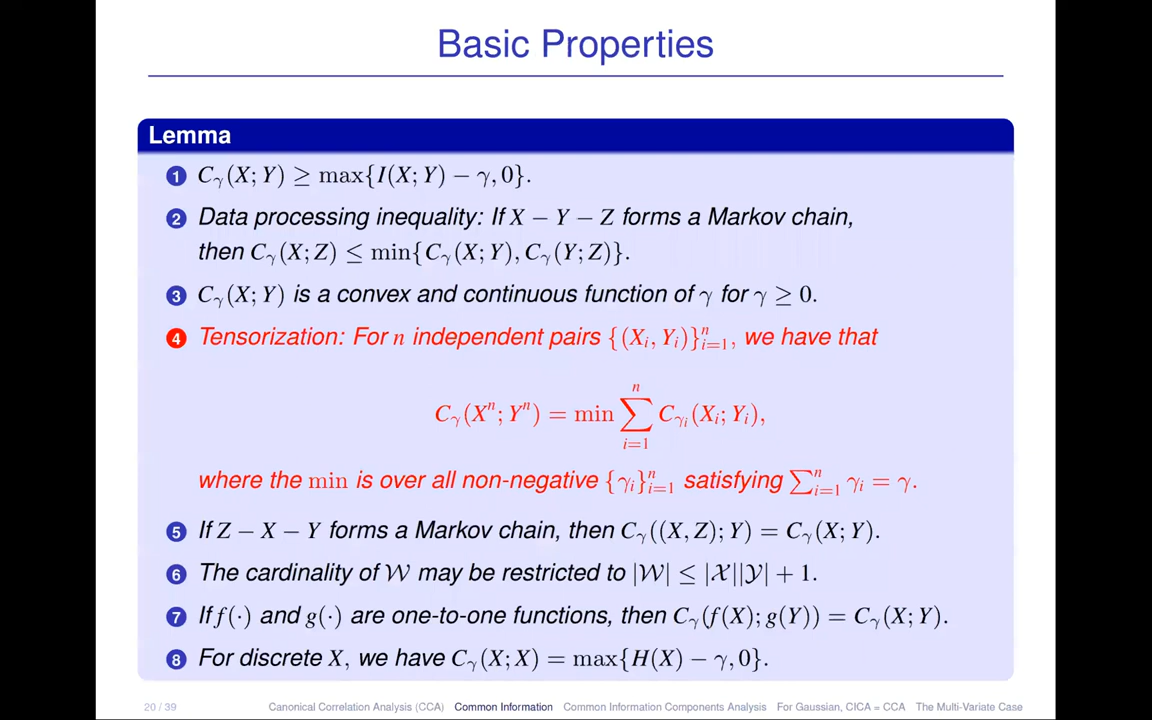 Basic Properties
Lemma
1 C_γ(X; Y) ≥ max{I(X; Y) − γ, 0}.
2 Data processing inequality: If X − Y − Z forms a Markov chain,
then C_γ(X; Z) ≤ min{C_γ(X; Y), C_γ(Y; Z)}.
3 C_γ(X; Y) is a convex and continuous function of γ for γ ≥ 0.
4 Tensorization: For n independent pairs {(X_i, Y_i)}_{i=1}^n, we have that
C_γ(X^n; Y^n) = min ∑_{i=1}^n C_{γ_i}(X_i; Y_i),
where the min is over all non-negative {γ_i}_{i=1}^n satisfying ∑_{i=1}^n γ_i = γ.
5 If Z − X − Y forms a Markov chain, then C_γ((X, Z); Y) = C_γ(X; Y).
6 The cardinality of 𝒲 may be restricted to |𝒲| ≤ |𝒳||𝒴| + 1.
7 If f(·) and g(·) are one-to-one functions, then C_γ(f(X); g(Y)) = C_γ(X; Y).
8 For discrete X, we have C_γ(X; X) = max{H(X) − γ, 0}.
20 / 39 Canonical Correlation Analysis (CCA) Common Information Common Information Components Analysis For Gaussian, CICA = CCA The Multi-Variate Case